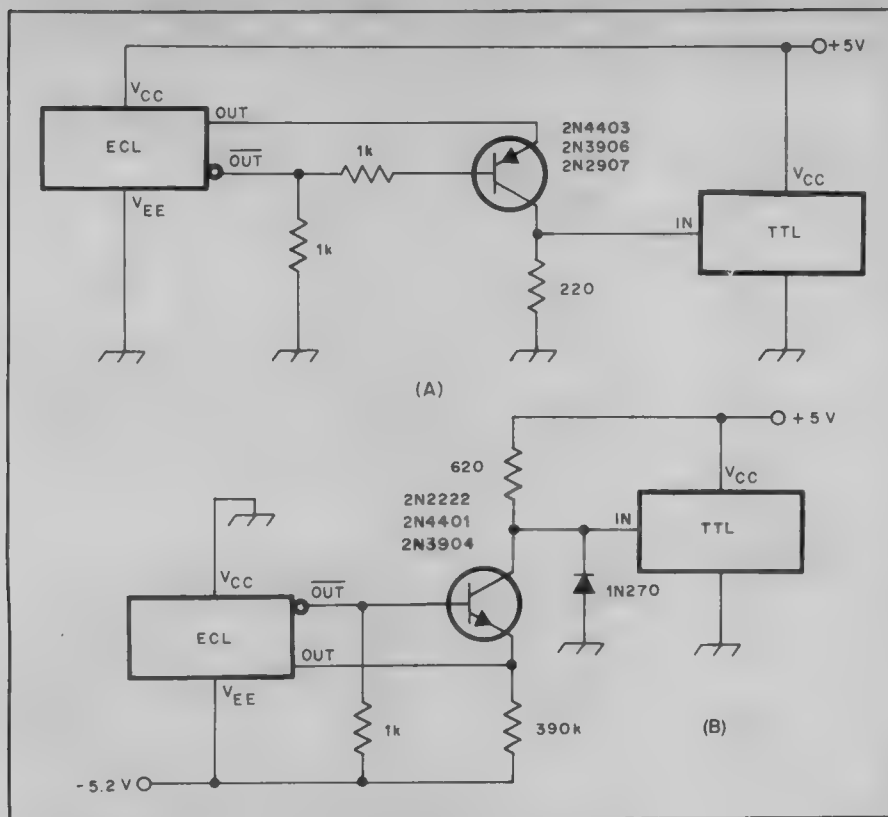 +5V
VCC
OUT
ECL
OUT
1k
2N4403
2N3906
2N2907
VCC
VEE
IN
TTL
1k
220
(A)
+5 V
620
VCC
2N2222
2N4401
2N3904
IN
TTL
VCC
OUT
1N270
ECL
OUT
VEE
1k
390k
(B)
-5.2 V